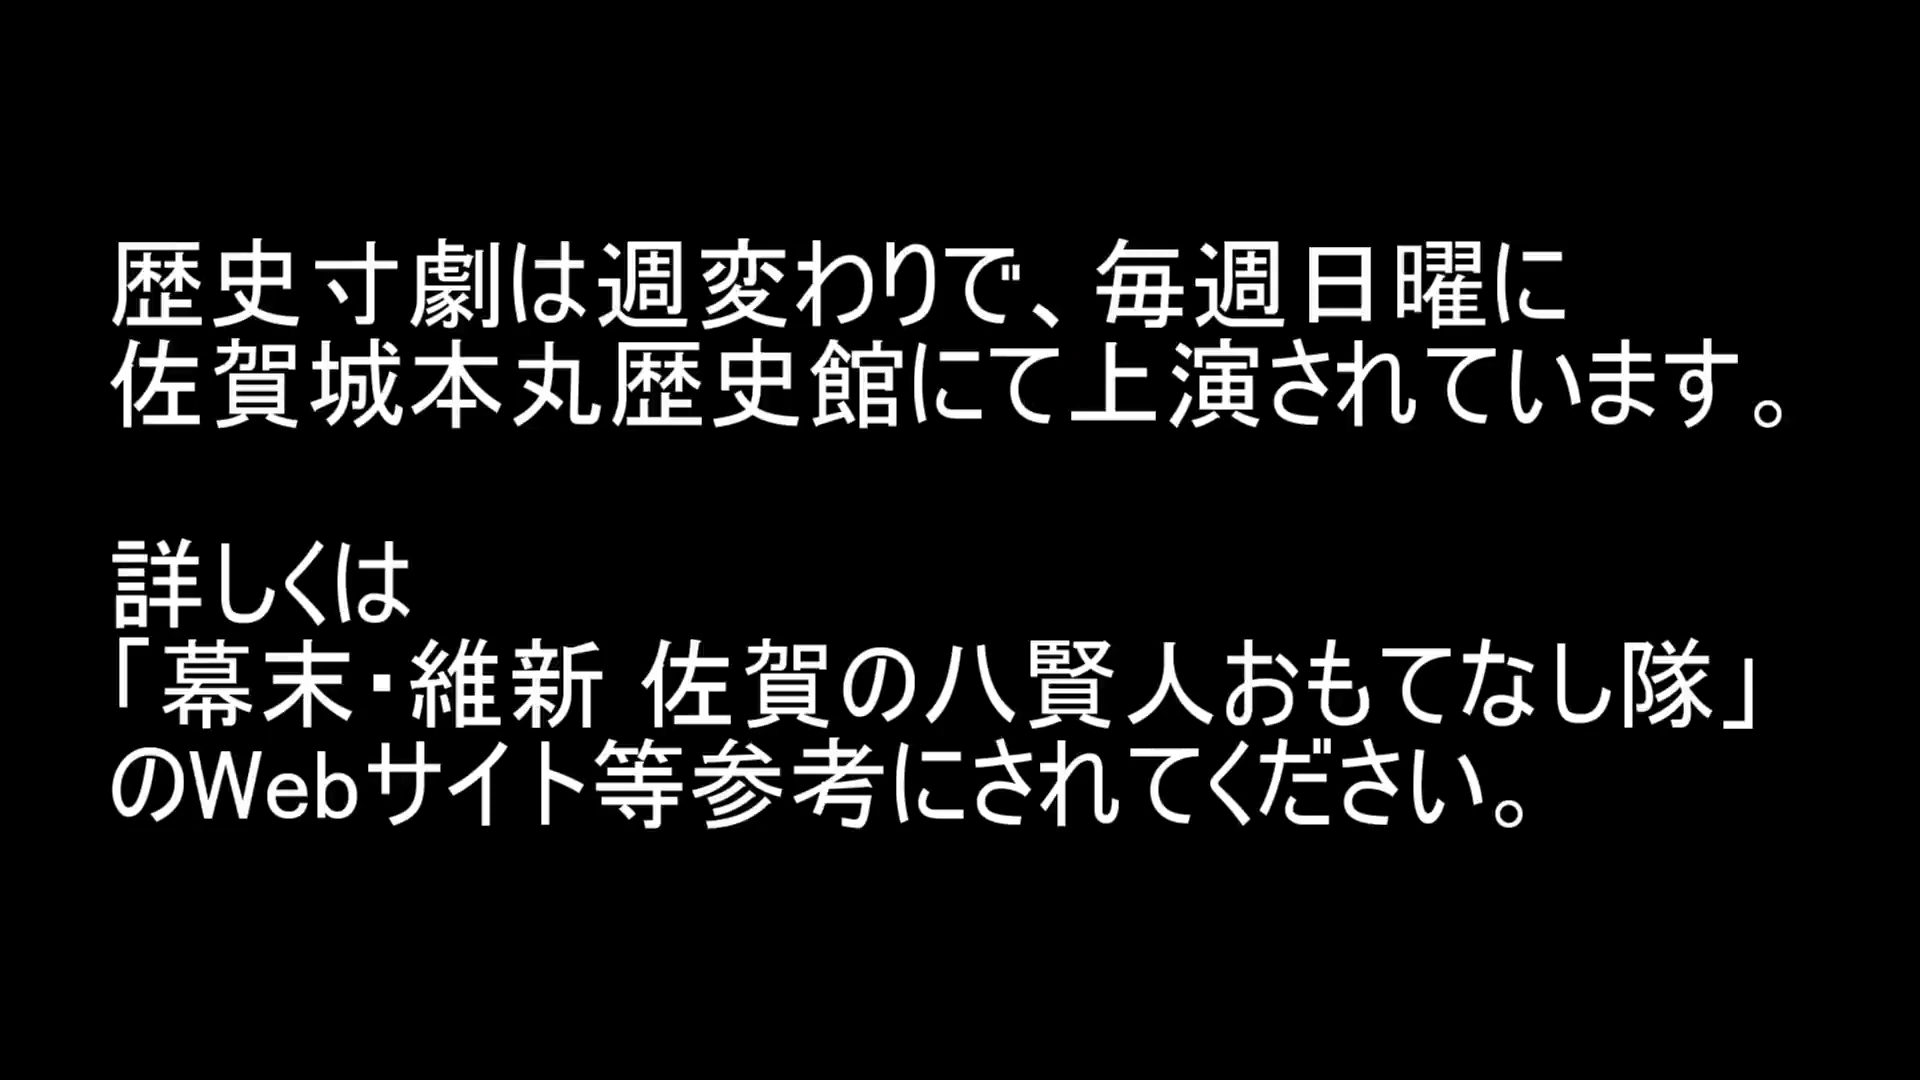 歴史寸劇は週変わりで、毎週日曜に
佐賀城本丸歴史館にて上演されています。
詳しくは
「幕末・維新 佐賀の八賢人おもてなし隊」
のWebサイト等参考にされてください。